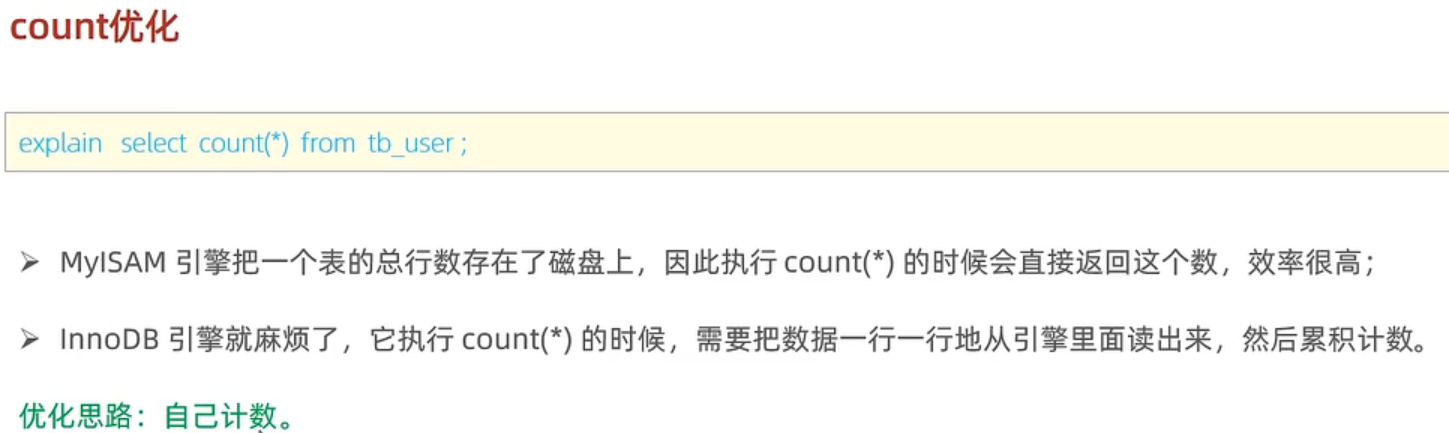 count优化
explain select count(*) from tb_user ;
➢ MyISAM 引擎把一个表的总行数存在了磁盘上，因此执行 count(*) 的时候会直接返回这个数，效率很高；
➢ InnoDB 引擎就麻烦了，它执行 count(*) 的时候，需要把数据一行一行地从引擎里面读出来，然后累积计数。
优化思路：自己计数。